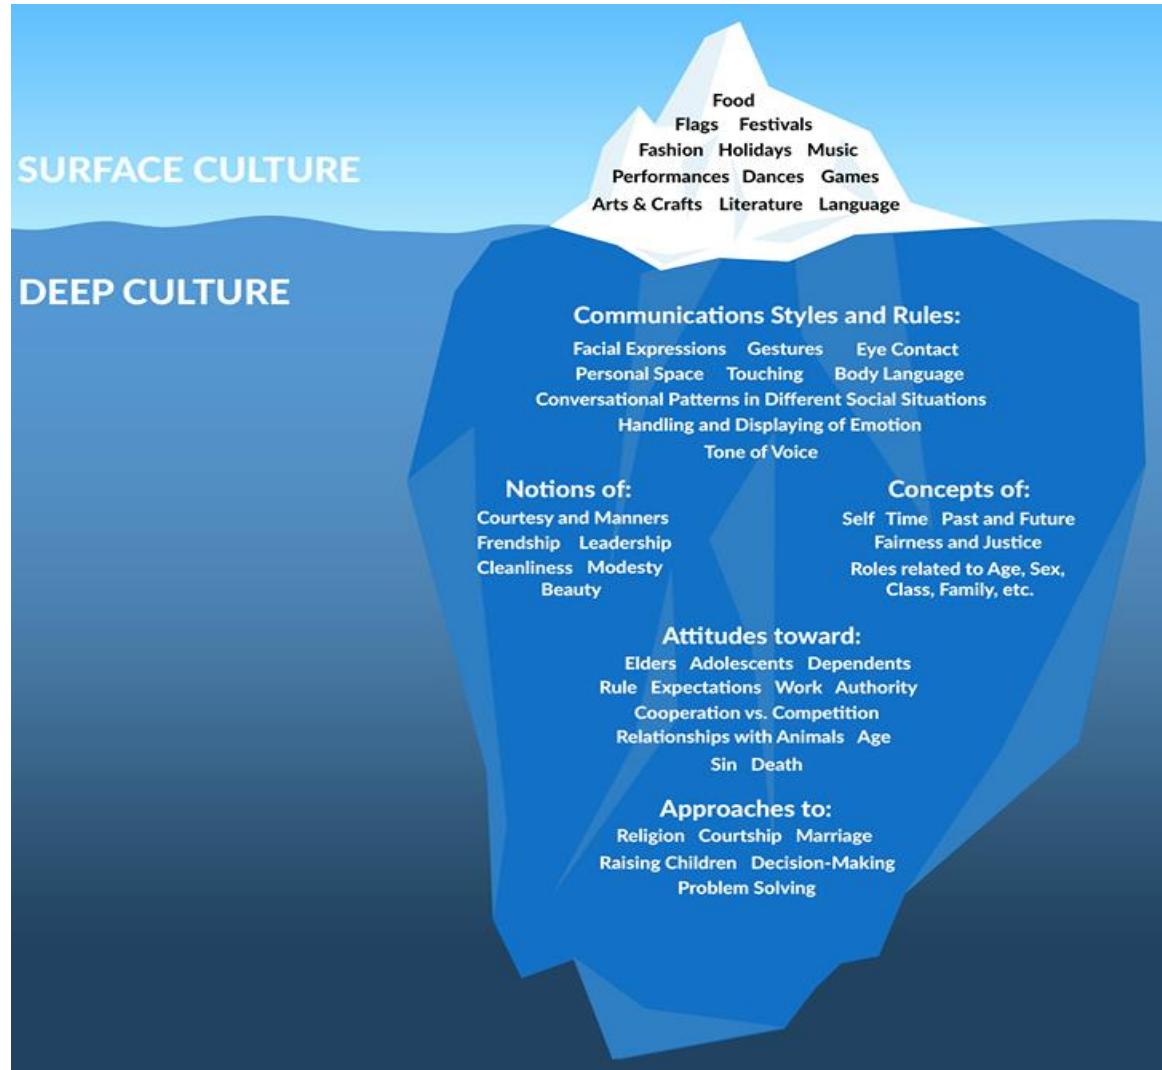 Food
Flags Festivals
Fashion Holidays Music
Performances Dances Games
Arts & Crafts Literature Language
SURFACE CULTURE
DEEP CULTURE
Communications Styles and Rules:
Facial Expressions Gestures Eye Contact
Personal Space Touching Body Language
Conversational Patterns in Different Social Situations
Handling and Displaying of Emotion
Tone of Voice
Notions of:
Courtesy and Manners
Frendship Leadership
Cleanliness Modesty
Beauty
Concepts of:
Self Time Past and Future
Fairness and Justice
Roles related to Age, Sex,
Class, Family, etc.
Attitudes toward:
Elders Adolescents Dependents
Rule Expectations Work Authority
Cooperation vs. Competition
Relationships with Animals Age
Sin Death
Approaches to:
Religion Courtship Marriage
Raising Children Decision-Making
Problem Solving